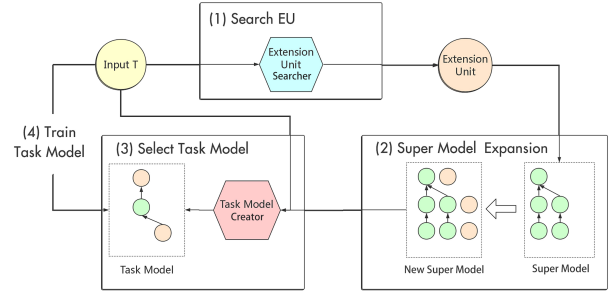 (1) Search EU
Input T
Extension
Unit
Searcher
Extension
Unit
(4) Train
Task Model
(3) Select Task Model
Task Model
Creator
Task Model
(2) Super Model Expansion
New Super Model
Super Model